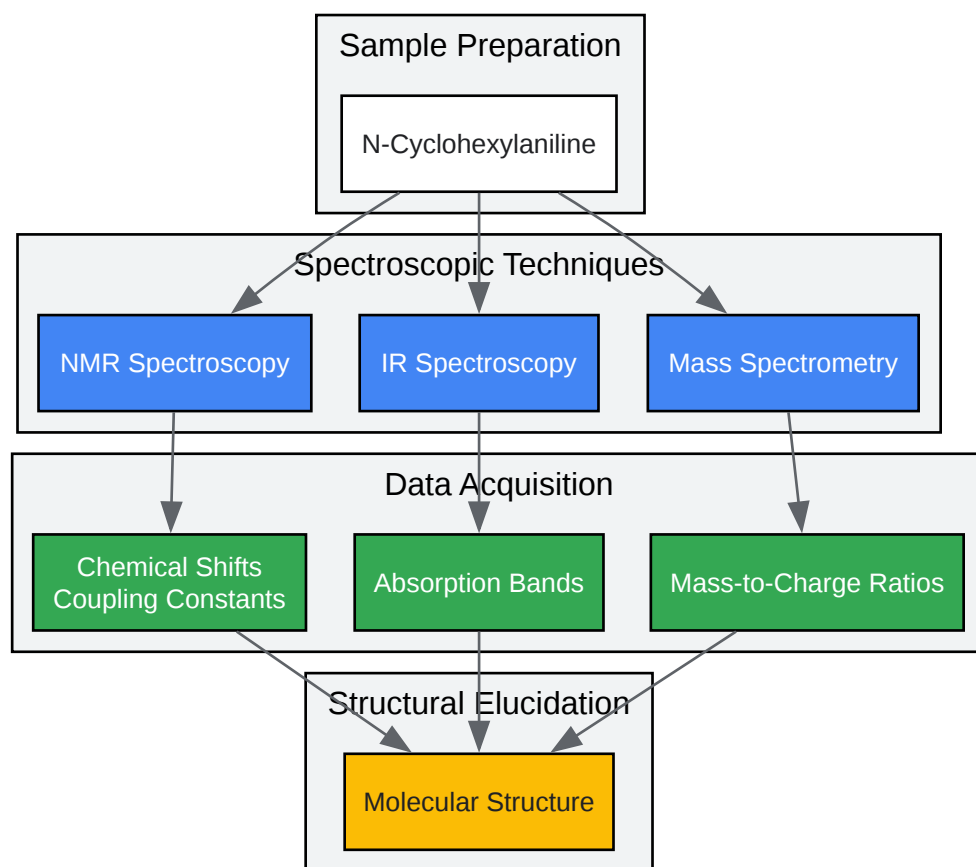 Sample Preparation
N-Cyclohexylaniline
Spectroscopic Techniques
NMR Spectroscopy
IR Spectroscopy
Mass Spectrometry
Data Acquisition
Chemical Shifts
Coupling Constants
Absorption Bands
Mass-to-Charge Ratios
Structural Elucidation
Molecular Structure